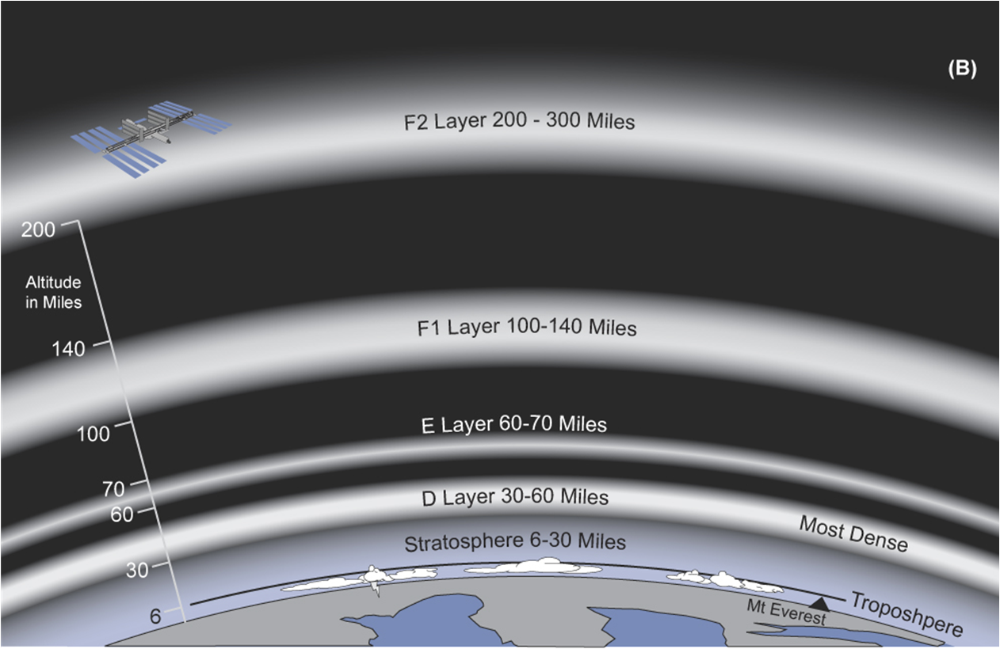 (B)
F2 Layer 200 - 300 Miles
200
Altitude
in Miles
F1 Layer 100-140 Miles
140
E Layer 60-70 Miles
100
70
D Layer 30-60 Miles
60
Most Dense
Stratosphere 6-30 Miles
30
Troposhpere
Mt Everest
6